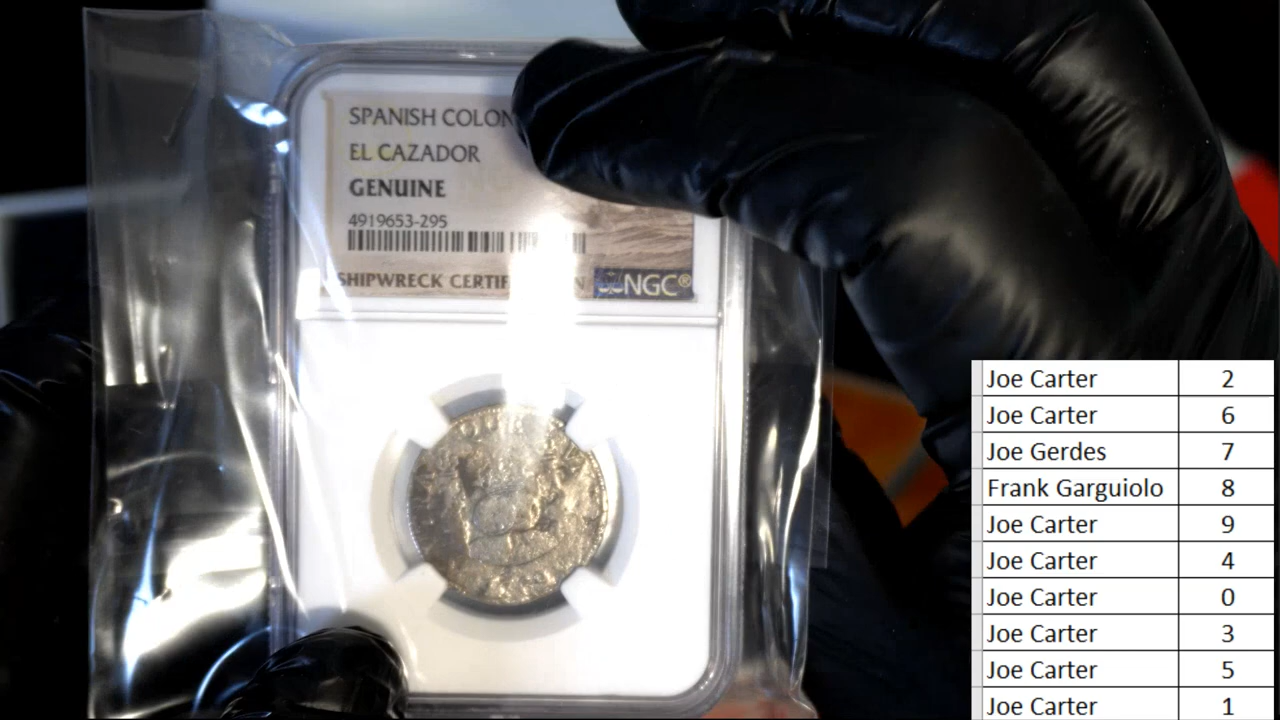 SPANISH COLON
EL CAZADOR
GENUINE
4919653-295
SHIPWRECK CERTIF N NGC®
Joe Carter 2
Joe Carter 6
Joe Gerdes 7
Frank Garguiolo 8
Joe Carter 9
Joe Carter 4
Joe Carter 0
Joe Carter 3
Joe Carter 5
Joe Carter 1